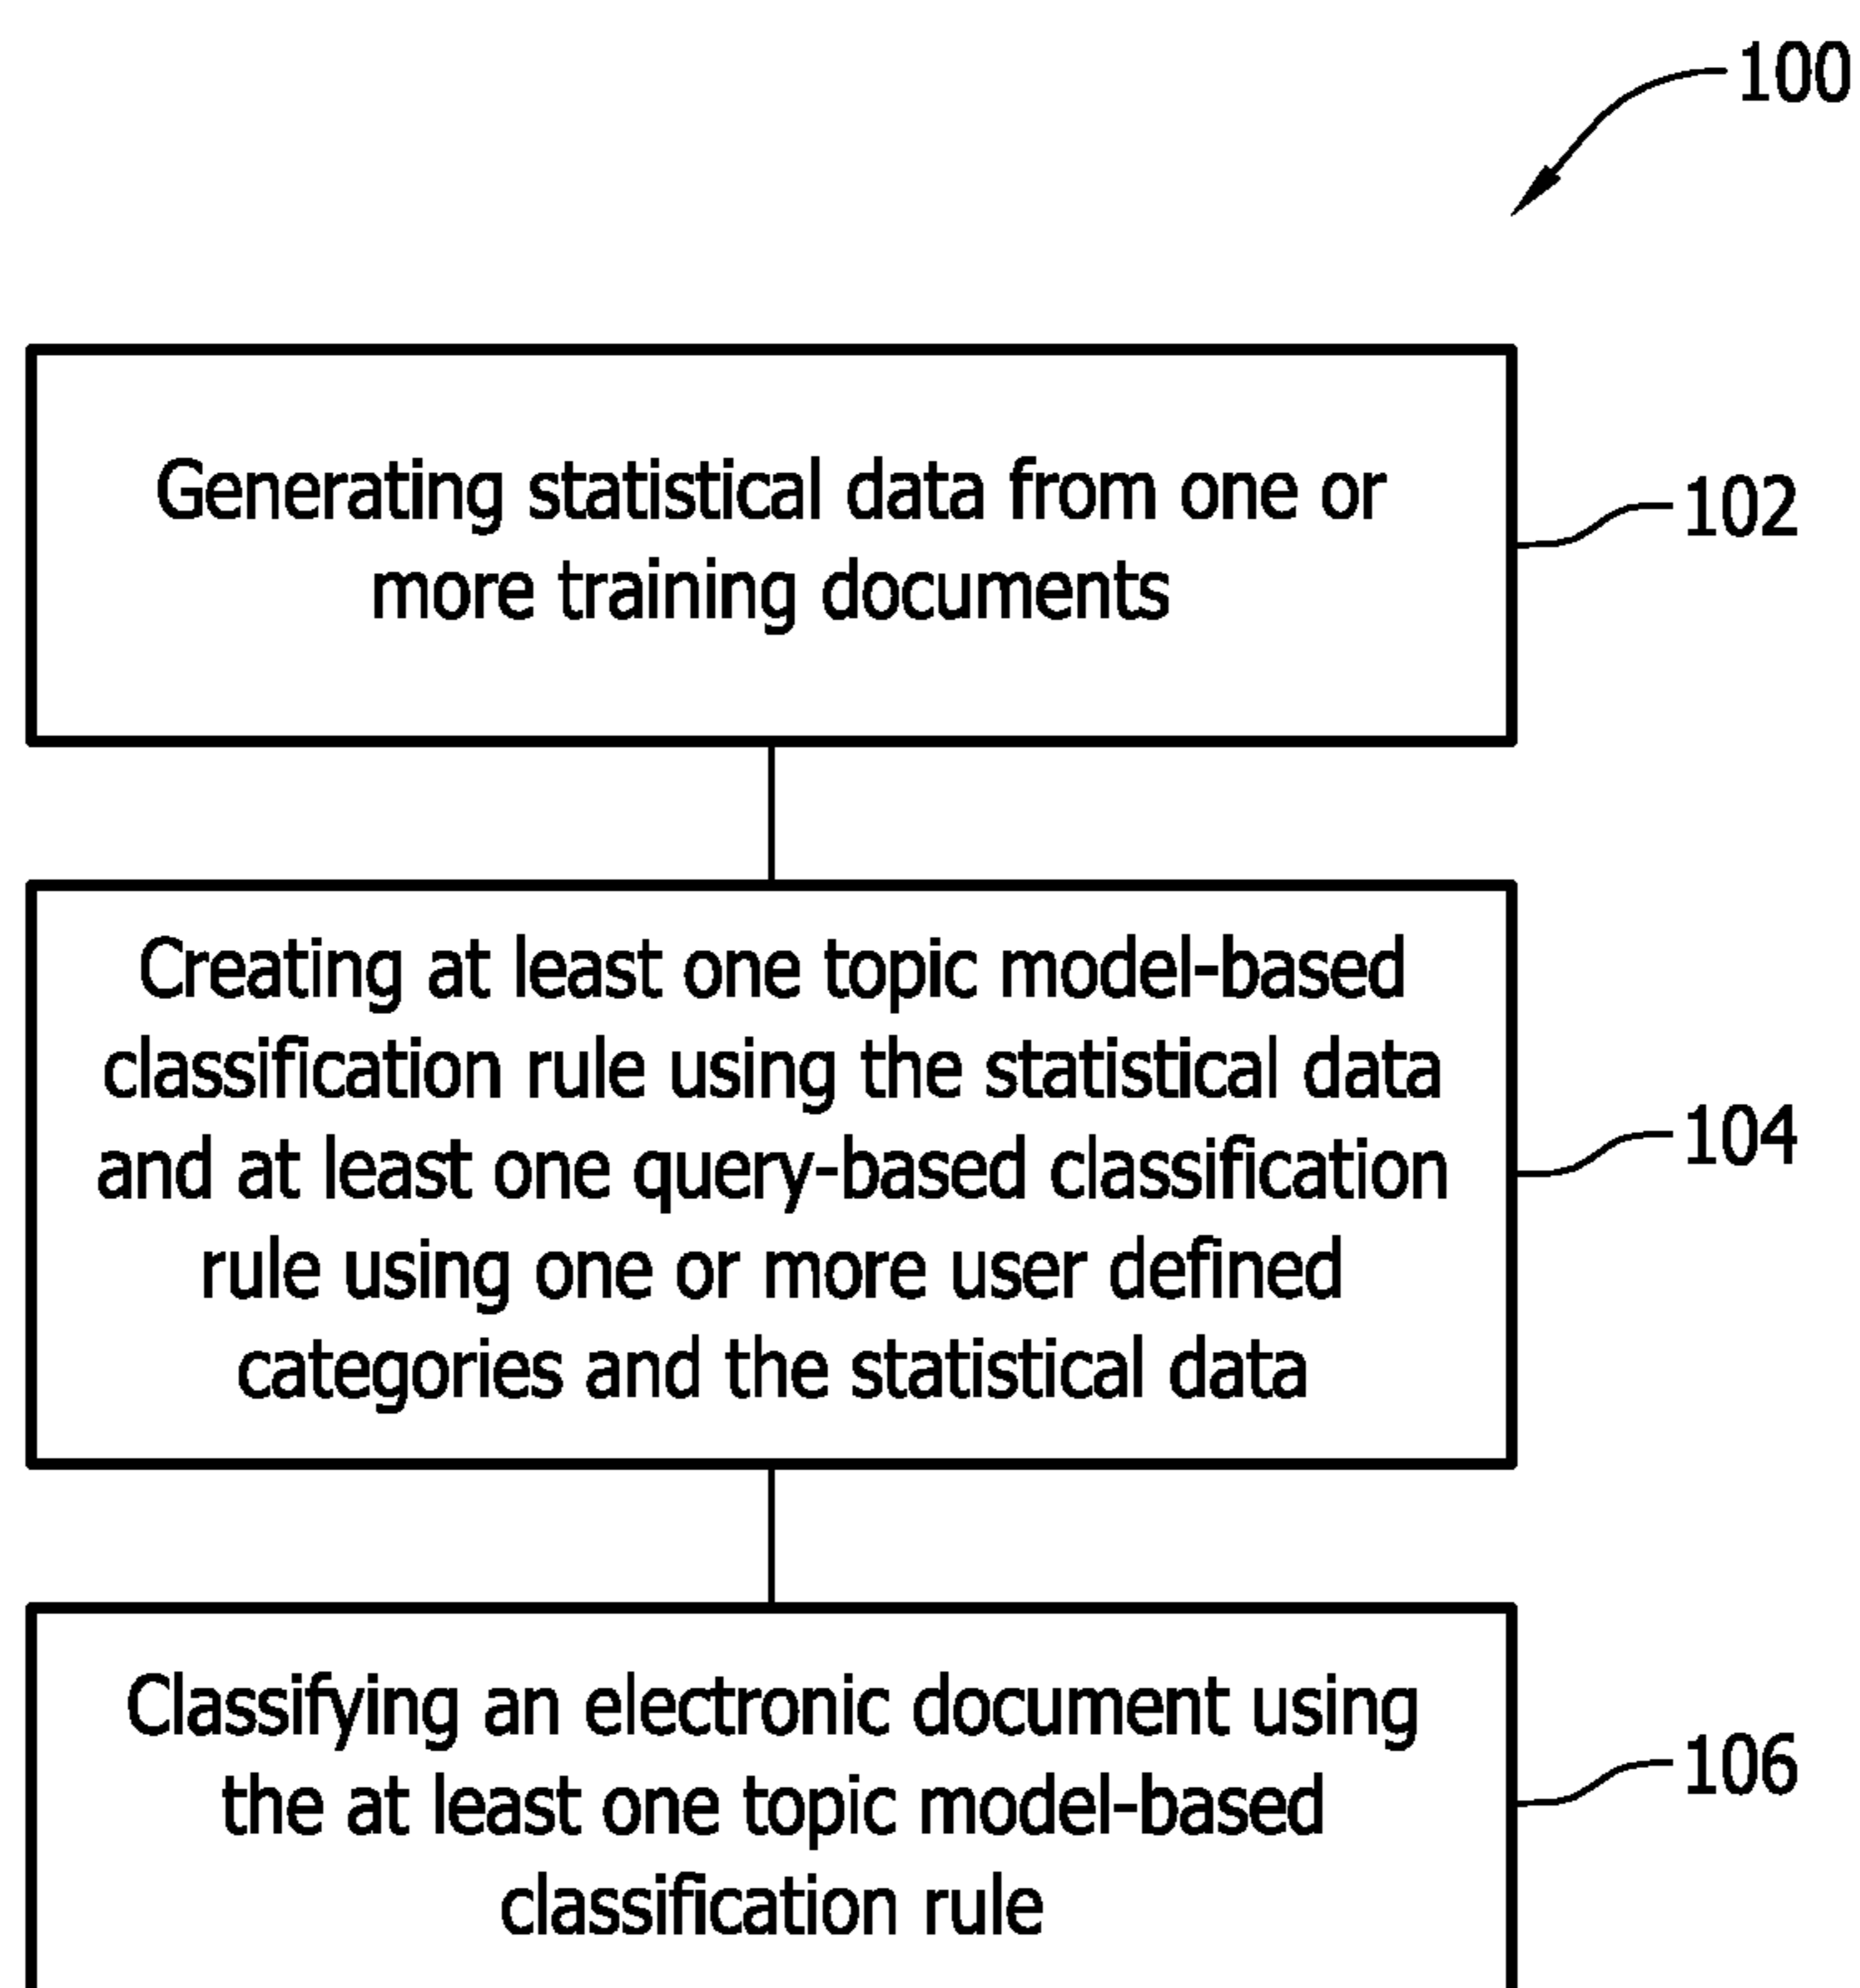 100
Generating statistical data from one or
more training documents
102
Creating at least one topic model-based
classification rule using the statistical data
and at least one query-based classification
rule using one or more user defined
categories and the statistical data
104
Classifying an electronic document using
the at least one topic model-based
classification rule
106